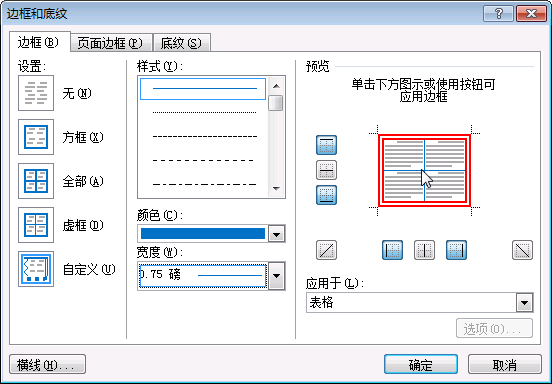 边框和底纹
边框(B)
页面边框(P)
底纹(S)
设置:
无(N)
方框(X)
全部(A)
虚框(D)
自定义(U)
样式(Y):
颜色(C):
宽度(W):
0.75 磅
预览
单击下方图示或使用按钮可
应用边框
应用于(L):
表格
选项(O)...
横线(H)...
确定
取消